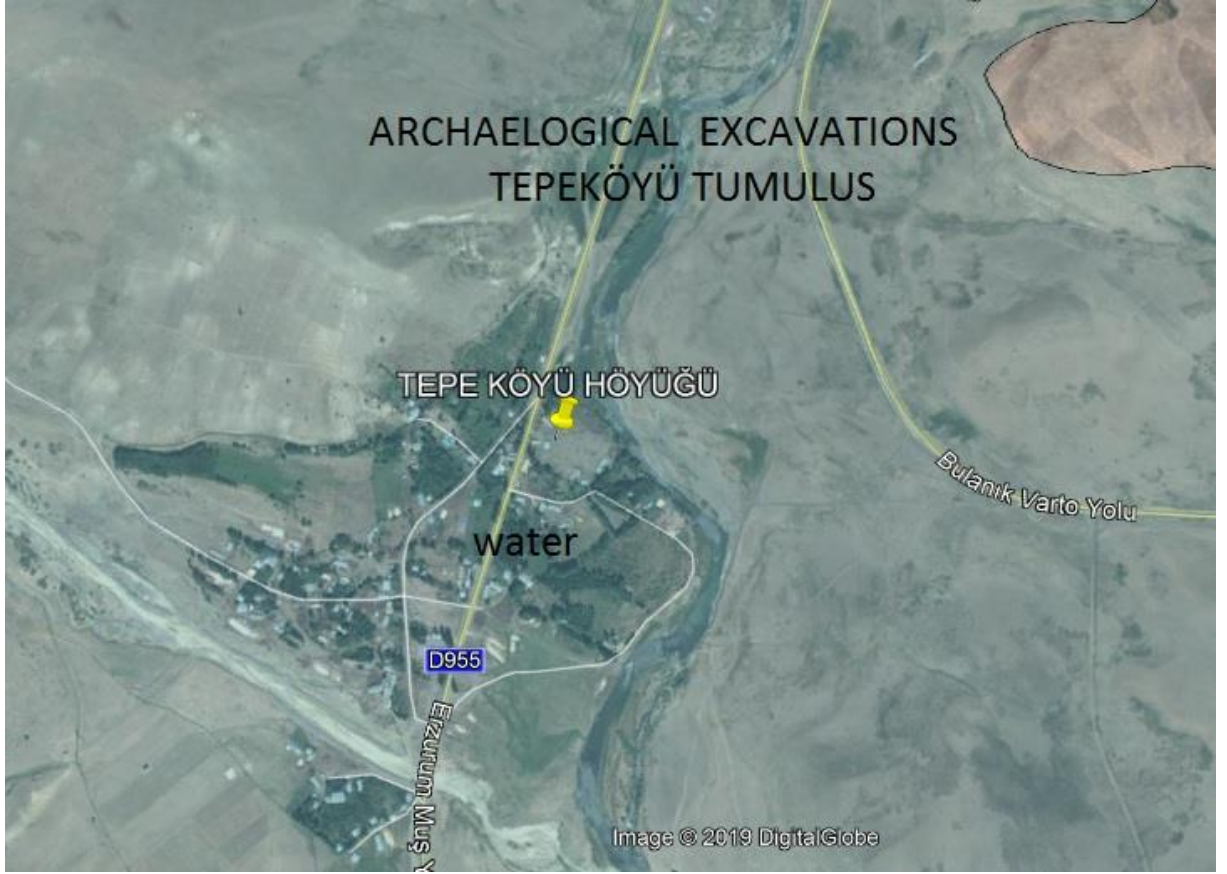 ARCHAELOGICAL EXCAVATIONS
TEPEKÖYÜ TUMULUS
TEPE KÖYÜ HÖYÜĞÜ
Bulanık Varto Yolu
water
D955
Erzurum Muş Y
Image © 2019 DigitalGlobe